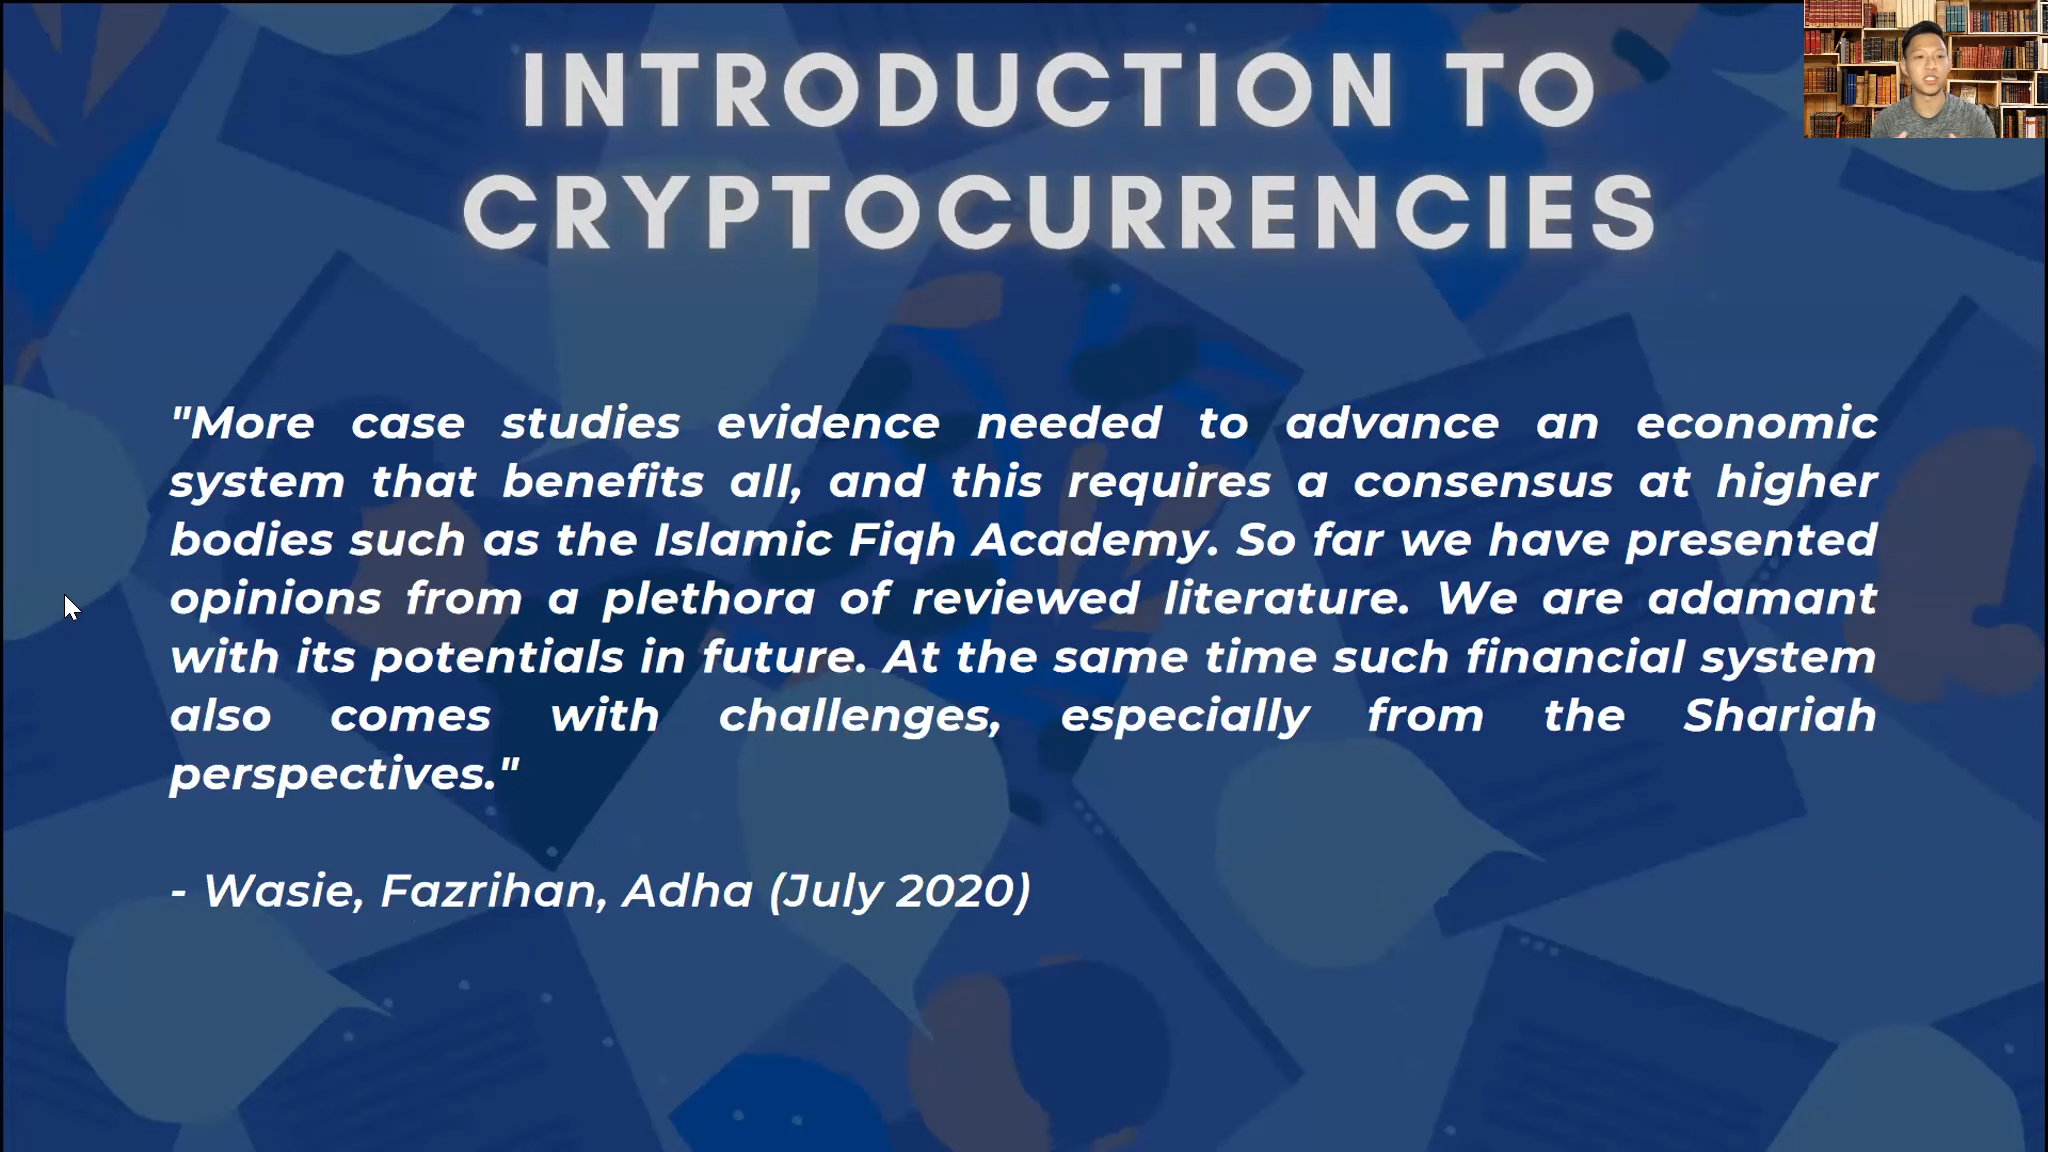 INTRODUCTION TO
CRYPTOCURRENCIES
"More case studies evidence needed to advance an economic
system that benefits all, and this requires a consensus at higher
bodies such as the Islamic Fiqh Academy. So far we have presented
opinions from a plethora of reviewed literature. We are adamant
with its potentials in future. At the same time such financial system
also comes with challenges, especially from the Shariah
perspectives."
- Wasie, Fazrihan, Adha (July 2020)